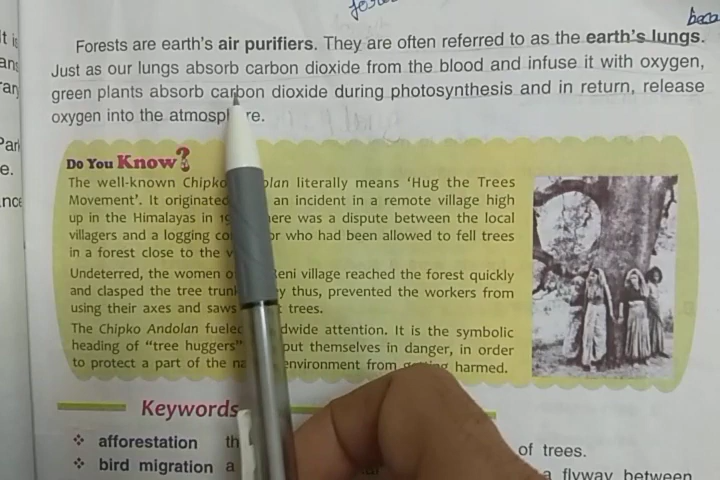 beca
Forests are earth's air purifiers. They are often referred to as the earth's lungs.
Just as our lungs absorb carbon dioxide from the blood and infuse it with oxygen,
green plants absorb carbon dioxide during photosynthesis and in return, release
oxygen into the atmosp re.
Do You Know?
The well-known Chipko olan literally means 'Hug the Trees
Movement'. It originated an incident in a remote village high
up in the Himalayas in 19 here was a dispute between the local
villagers and a logging co or who had been allowed to fell trees
in a forest close to the v
Undeterred, the women o eni village reached the forest quickly
and clasped the tree trun y thus, prevented the workers from
using their axes and saws t trees.
The Chipko Andolan fueled dwide attention. It is the symbolic
heading of "tree huggers" put themselves in danger, in order
to protect a part of the na environment from harmed.
Keywords
❖ afforestation th of trees.
❖ bird migration a a flyway between